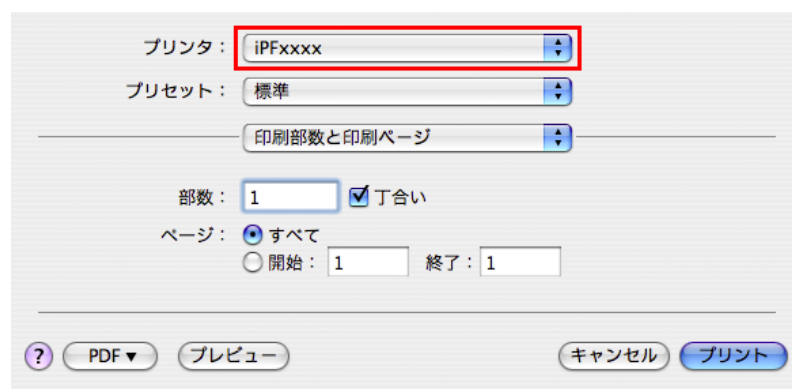 プリンタ： iPFxxxx
プリセット： 標準
印刷部数と印刷ページ
部数： 1 丁合い
ページ： すべて
開始： 1 終了： 1
? PDF▼ プレビュー キャンセル プリント